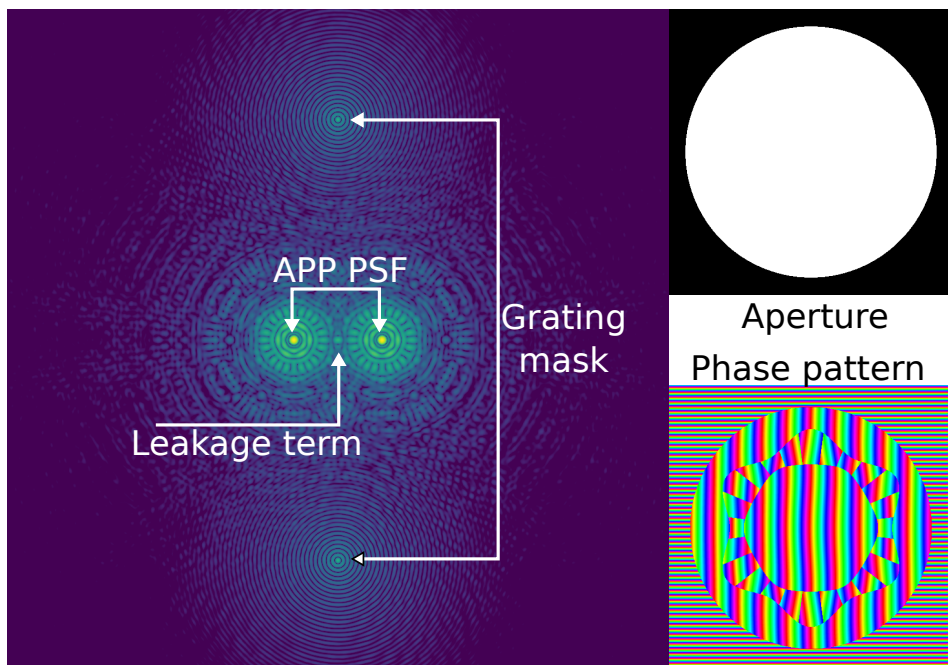 APP PSF
Grating
mask
Leakage term
Aperture
Phase pattern